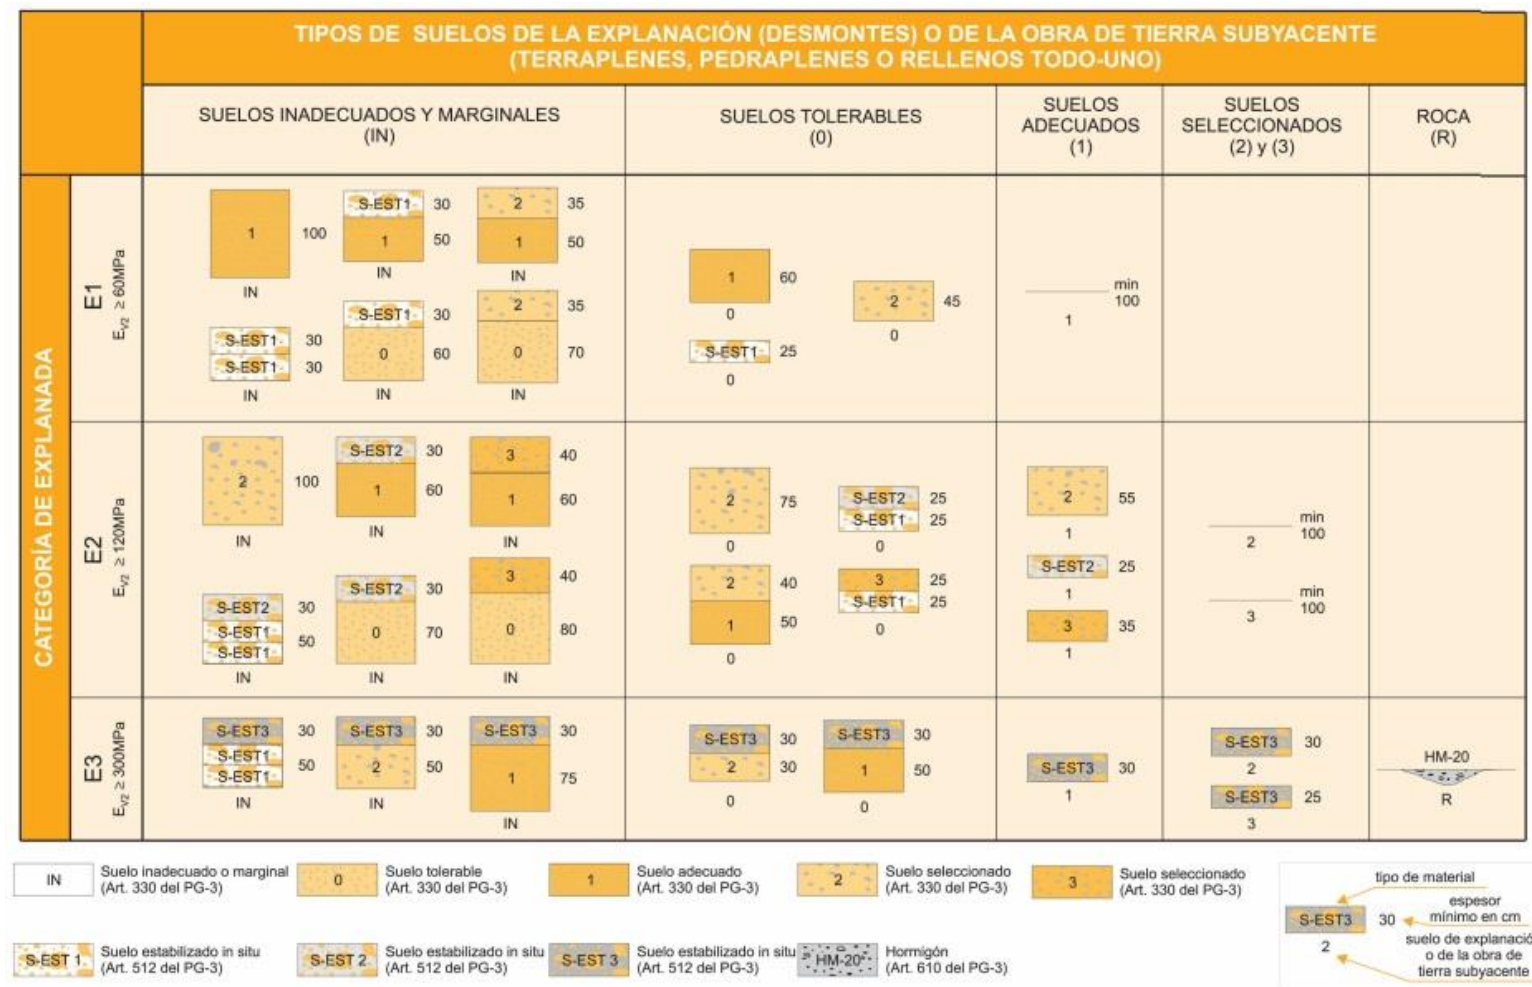 TIPOS DE SUELOS DE LA EXPLANACIÓN (DESMONTES) O DE LA OBRA DE TIERRA SUBYACENTE
(TERRAPLENES, PEDRAPLENES O RELLENOS TODO-UNO)
SUELOS INADECUADOS Y MARGINALES
(IN)
SUELOS TOLERABLES
(0)
SUELOS
ADECUADOS
(1)
SUELOS
SELECCIONADOS
(2) y (3)
ROCA
(R)
CATEGORÍA DE EXPLANADA
E1
Ev2 ≥ 60MPa
1 100
IN
S-EST1 30
1 50
IN
2 35
1 50
IN
S-EST1 30
S-EST1 30
IN
S-EST1 30
0 60
IN
2 35
0 70
IN
1 60
0
2 45
0
S-EST1 25
0
min
100
1
E2
Ev2 ≥ 120MPa
2 100
IN
S-EST2 30
1 60
IN
3 40
1 60
IN
S-EST2 30
S-EST1 50
S-EST1
IN
S-EST2 30
0 70
IN
3 40
0 80
IN
2 75
0
S-EST2 25
S-EST1 25
0
2 40
1 50
0
3 25
S-EST1 25
0
2 55
1
S-EST2 25
1
3 35
1
min
100
2
min
100
3
E3
Ev2 ≥ 300MPa
S-EST3 30
S-EST1 50
S-EST1
IN
S-EST3 30
2 50
IN
S-EST3 30
1 75
IN
S-EST3 30
2 30
0
S-EST3 30
1 50
0
S-EST3 30
1
S-EST3 30
2
S-EST3 25
3
HM-20
R
IN
Suelo inadecuado o marginal
(Art. 330 del PG-3)
0
Suelo tolerable
(Art. 330 del PG-3)
1
Suelo adecuado
(Art. 330 del PG-3)
2
Suelo seleccionado
(Art. 330 del PG-3)
3
Suelo seleccionado
(Art. 330 del PG-3)
S-EST 1
Suelo estabilizado in situ
(Art. 512 del PG-3)
S-EST 2
Suelo estabilizado in situ
(Art. 512 del PG-3)
S-EST 3
Suelo estabilizado in situ
(Art. 512 del PG-3)
HM-20
Hormigón
(Art. 610 del PG-3)
tipo de material
S-EST3 30
espesor
mínimo en cm
2
suelo de explanació
o de la obra de
tierra subyacente